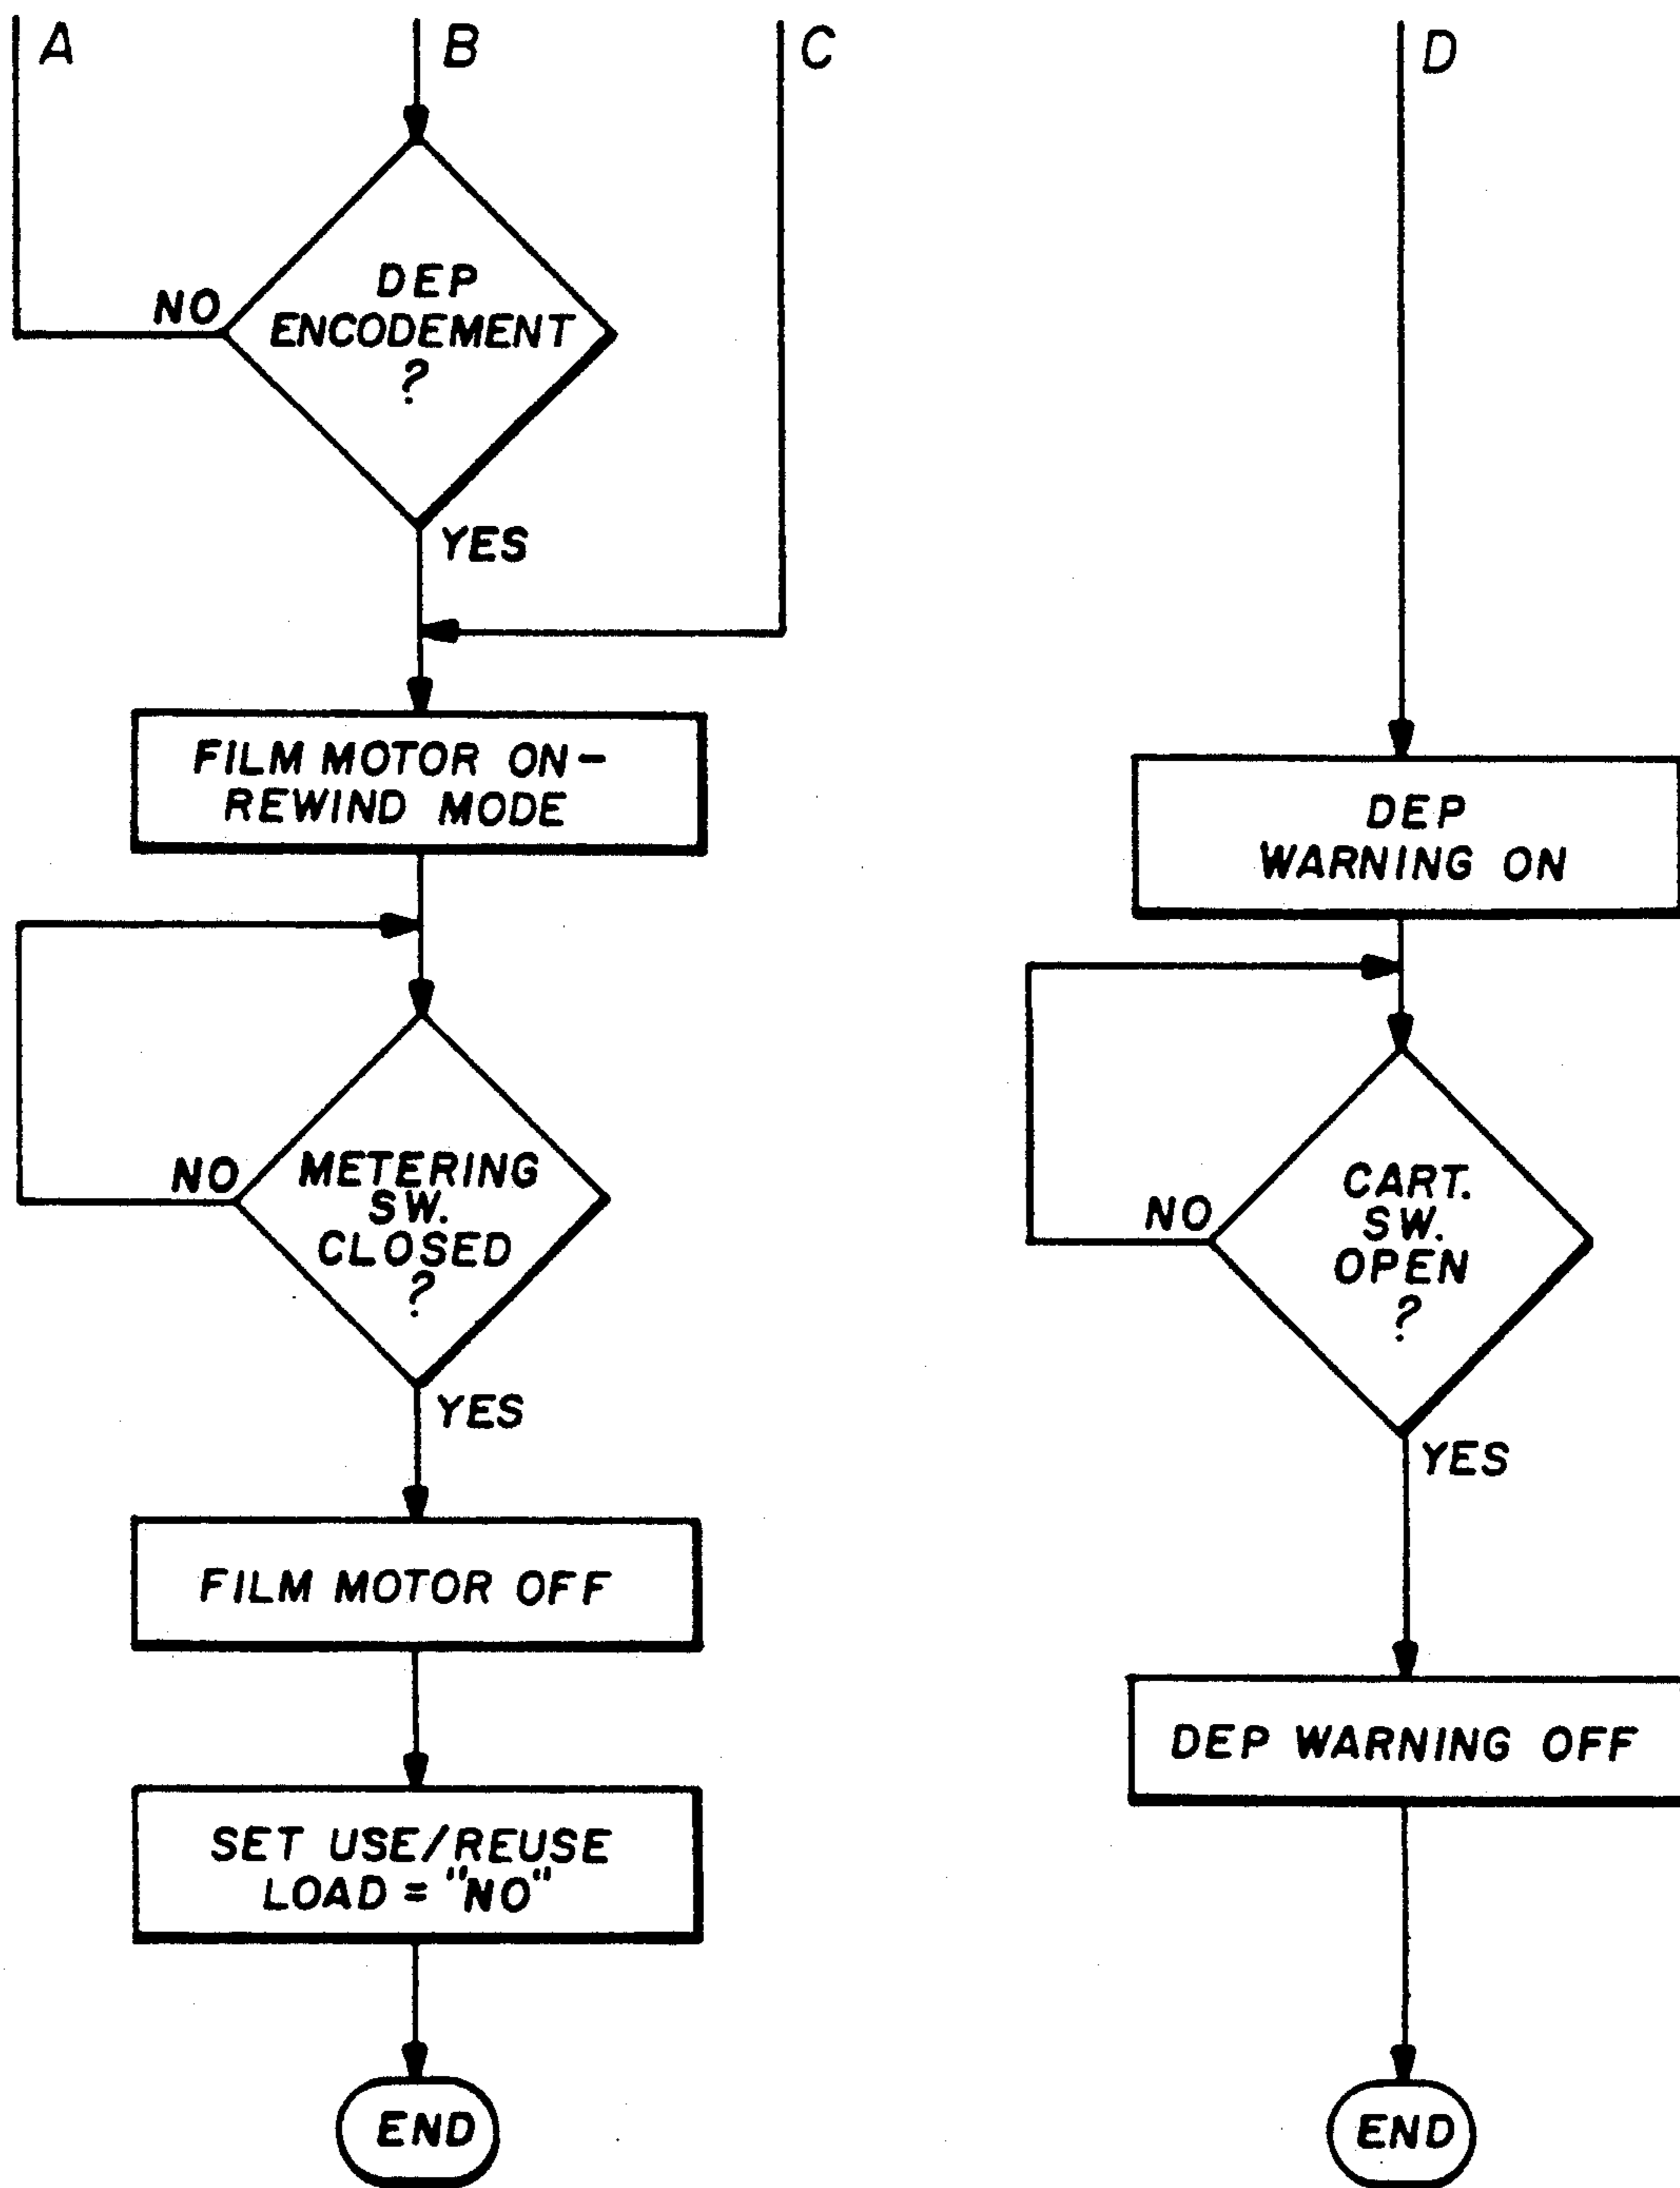 A
B
C
D
DEP
ENCODEMENT
?
NO
YES
FILM MOTOR ON-
REWIND MODE
METERING
SW.
CLOSED
?
NO
YES
FILM MOTOR OFF
SET USE/REUSE
LOAD = "NO"
END
DEP
WARNING ON
CART.
SW.
OPEN
?
NO
YES
DEP WARNING OFF
END